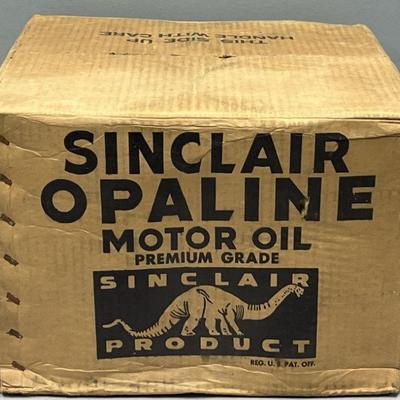 THIS SIDE UP
HANDLE WITH CARE
SINCLAIR
OPALINE
MOTOR OIL
PREMIUM GRADE
SINCLAIR
PRODUCT
REG. U.S. PAT. OFF.